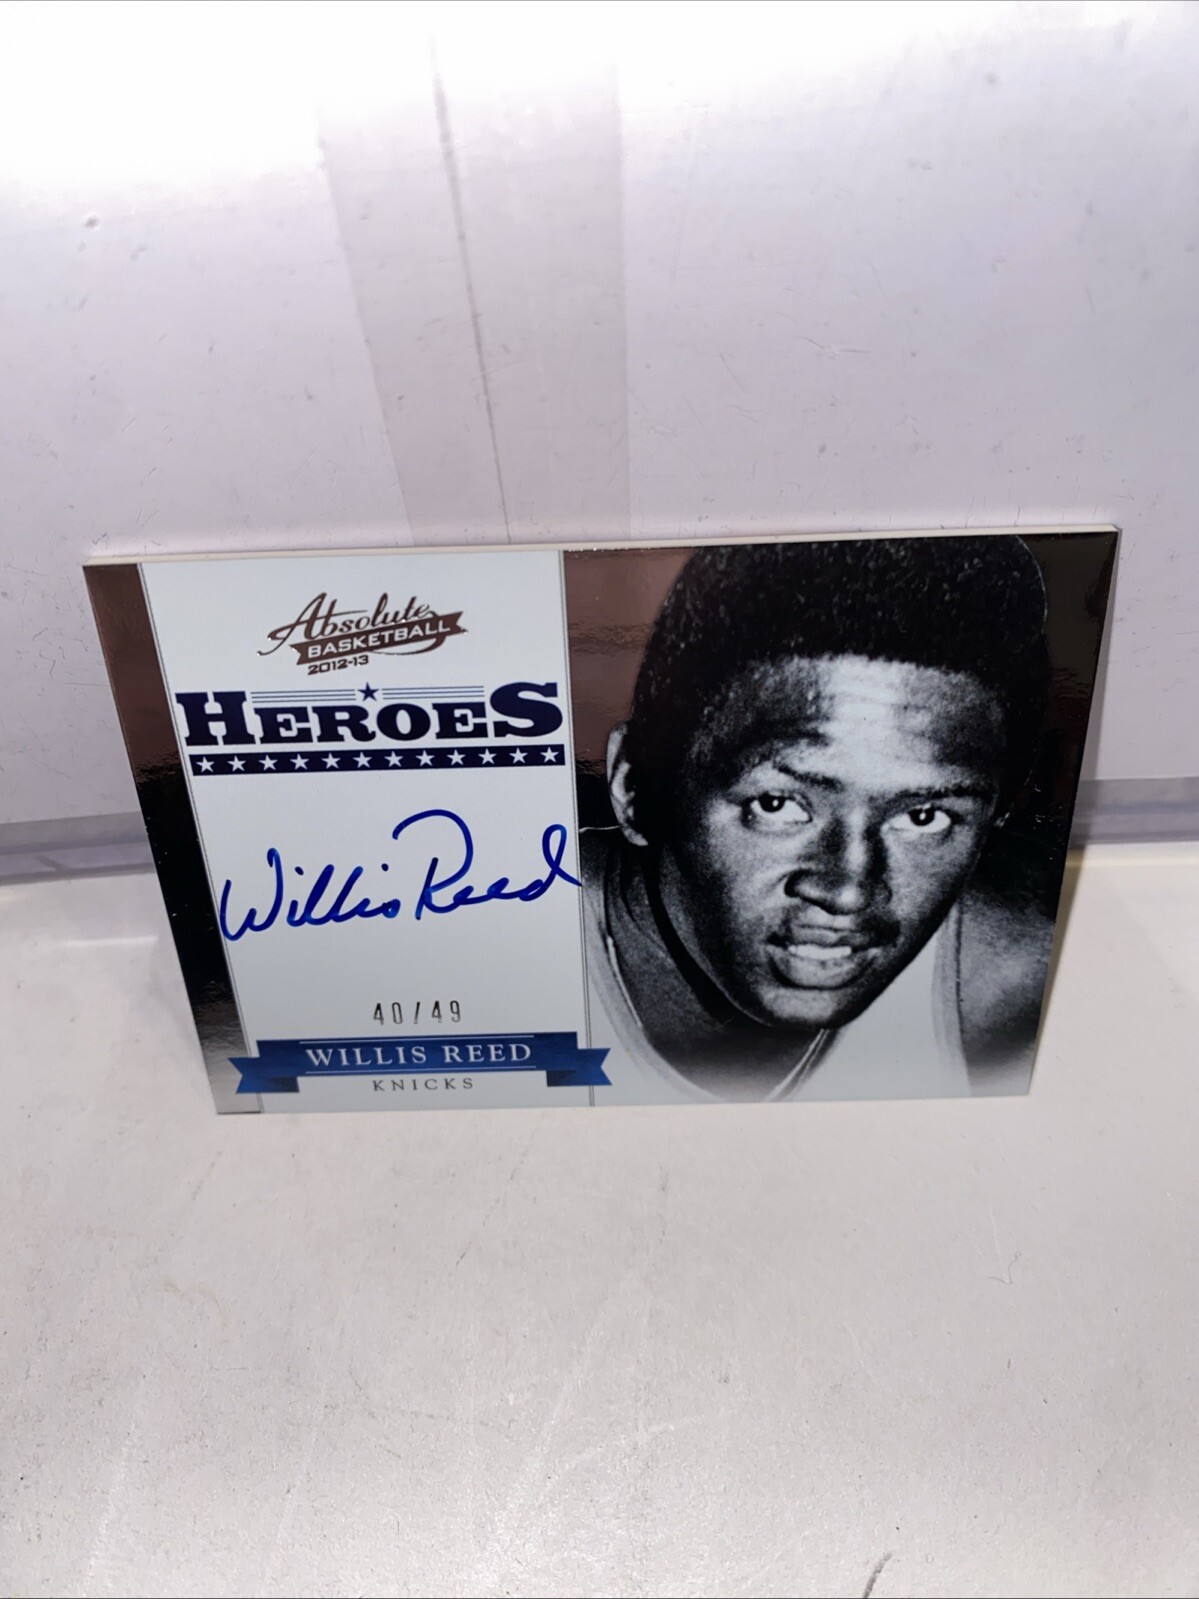 Absolute
BASKETBALL
2012-13
HEROES
Willis Reed
40/49
WILLIS REED
KNICKS